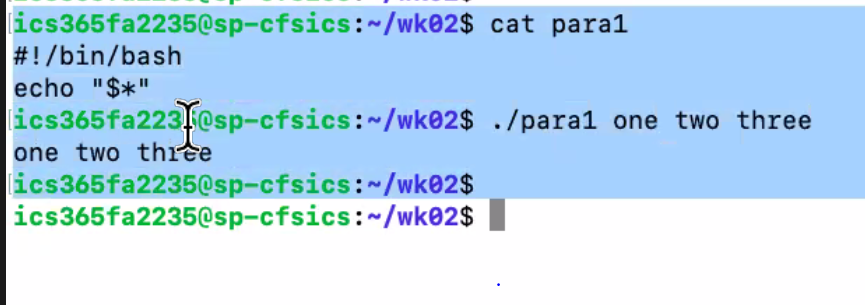 ics365fa2235@sp-cfsics:~/wk02$ cat para1
#!/bin/bash
echo "$*"
ics365fa2235@sp-cfsics:~/wk02$ ./para1 one two three
one two three
ics365fa2235@sp-cfsics:~/wk02$
ics365fa2235@sp-cfsics:~/wk02$